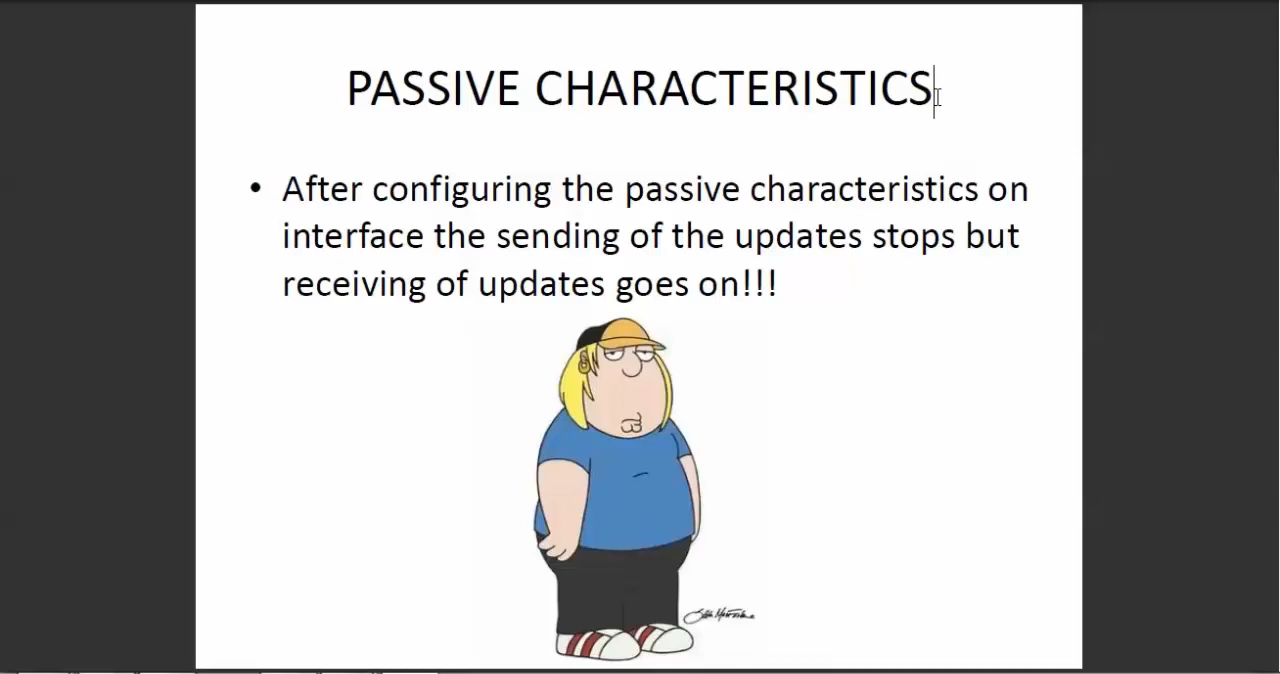 PASSIVE CHARACTERISTICS
• After configuring the passive characteristics on
interface the sending of the updates stops but
receiving of updates goes on!!!